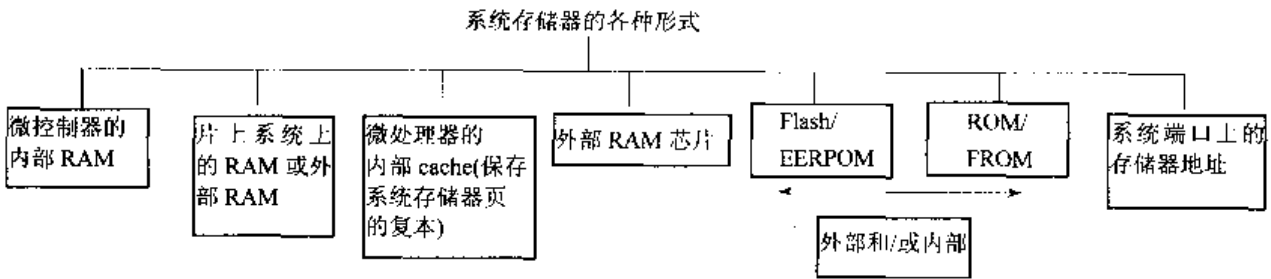 系统存储器的各种形式
微控制器的
内部 RAM
片上系统上
的 RAM 或外
部 RAM
微处理器的
内部 cache(保存
系统存储器页
的复本)
外部 RAM 芯片
Flash/
EERPOM
ROM/
FROM
系统端口上的
存储器地址
外部和/或内部